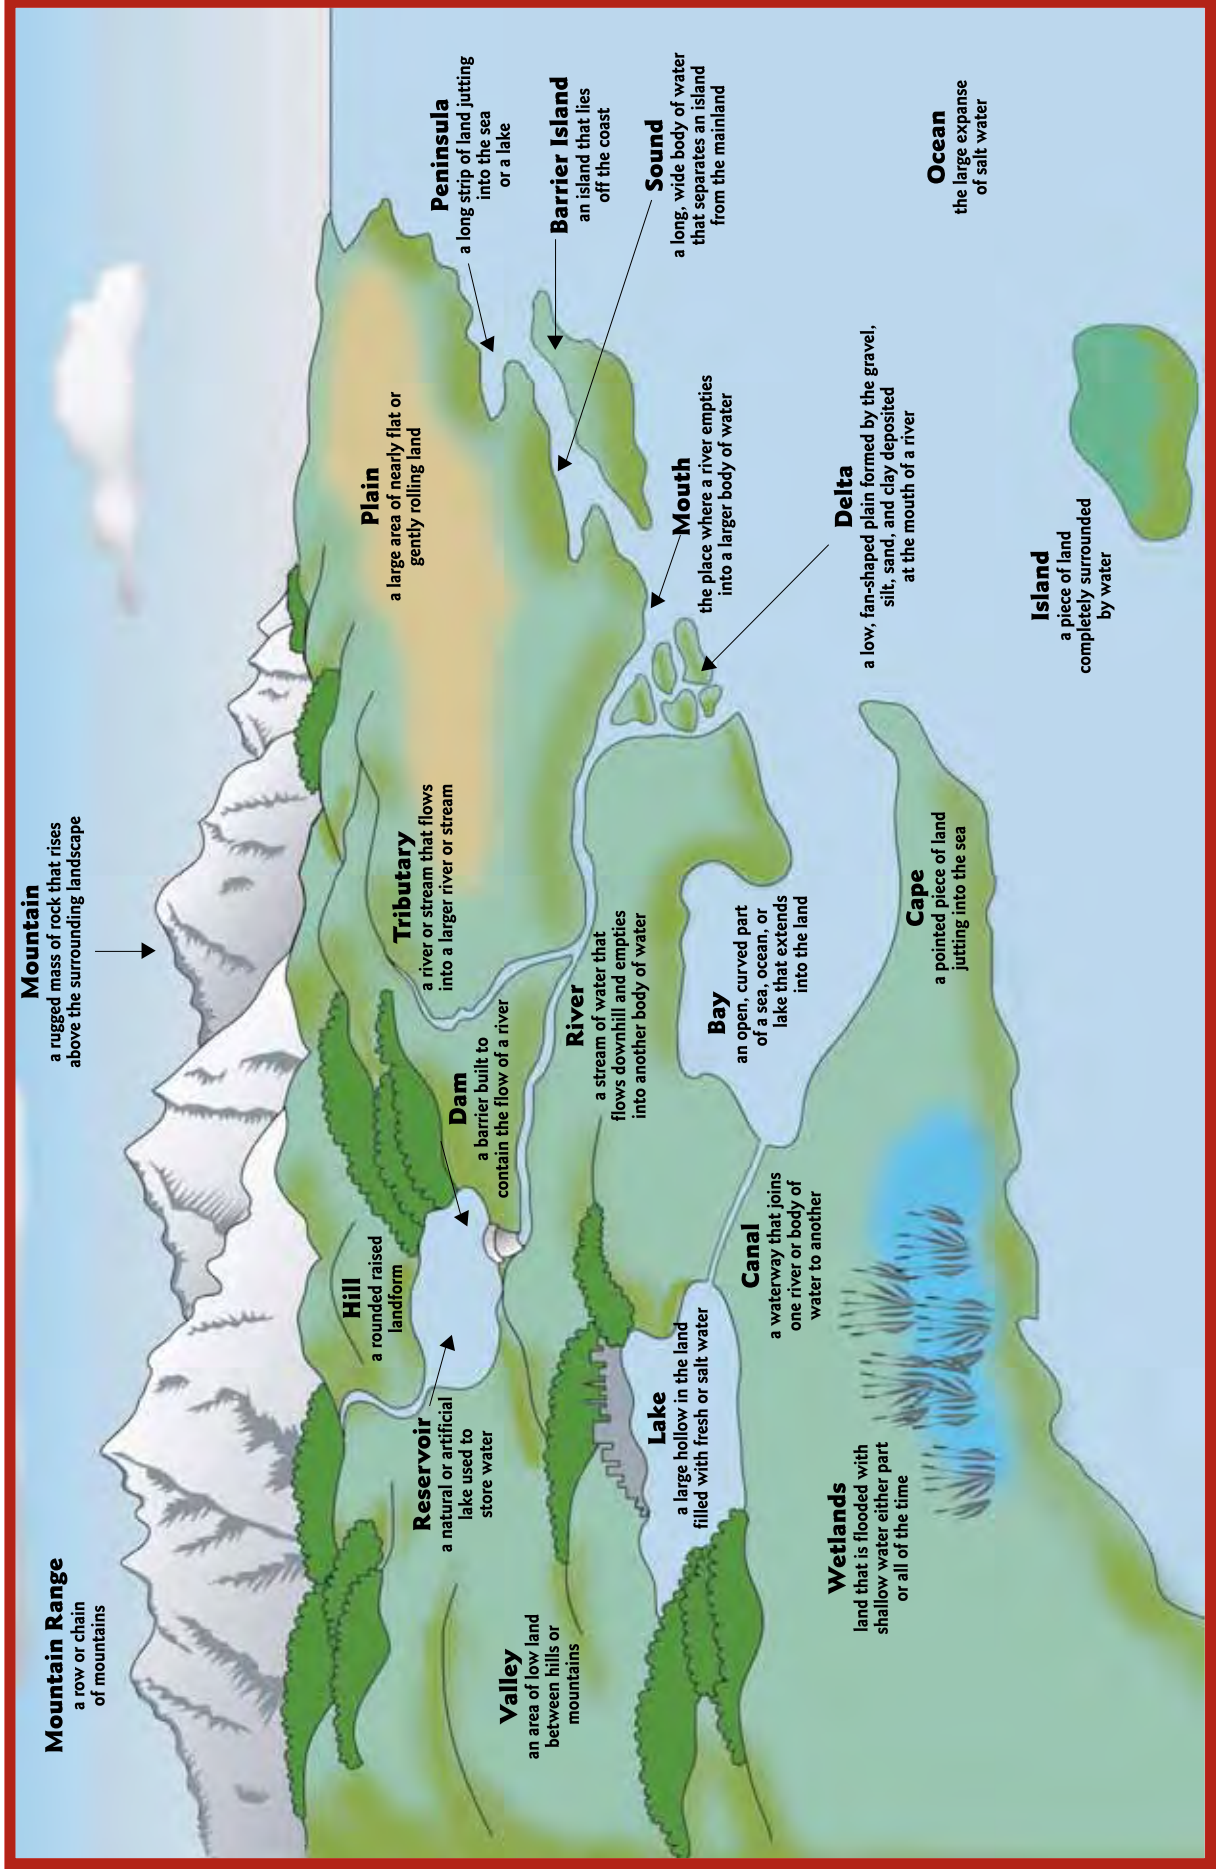 Mountain Range
a row or chain
of mountains
Mountain
a rugged mass of rock that rises
above the surrounding landscape
Hill
a rounded raised
landform
Reservoir
a natural or artificial
lake used to
store water
Dam
a barrier built to
contain the flow of a river
Tributary
a river or stream that flows
into a larger river or stream
Plain
a large area of nearly flat or
gently rolling land
Peninsula
a long strip of land jutting
into the sea
or a lake
Barrier Island
an island that lies
off the coast
Sound
a long, wide body of water
that separates an island
from the mainland
Valley
an area of low land
between hills or
mountains
River
a stream of water that
flows downhill and empties
into another body of water
Mouth
the place where a river empties
into a larger body of water
Lake
a large hollow in the land
filled with fresh or salt water
Bay
an open, curved part
of a sea, ocean, or
lake that extends
into the land
Canal
a waterway that joins
one river or body of
water to another
Delta
a low, fan-shaped plain formed by the gravel,
silt, sand, and clay deposited
at the mouth of a river
Wetlands
land that is flooded with
shallow water either part
or all of the time
Cape
a pointed piece of land
jutting into the sea
Ocean
the large expanse
of salt water
Island
a piece of land
completely surrounded
by water